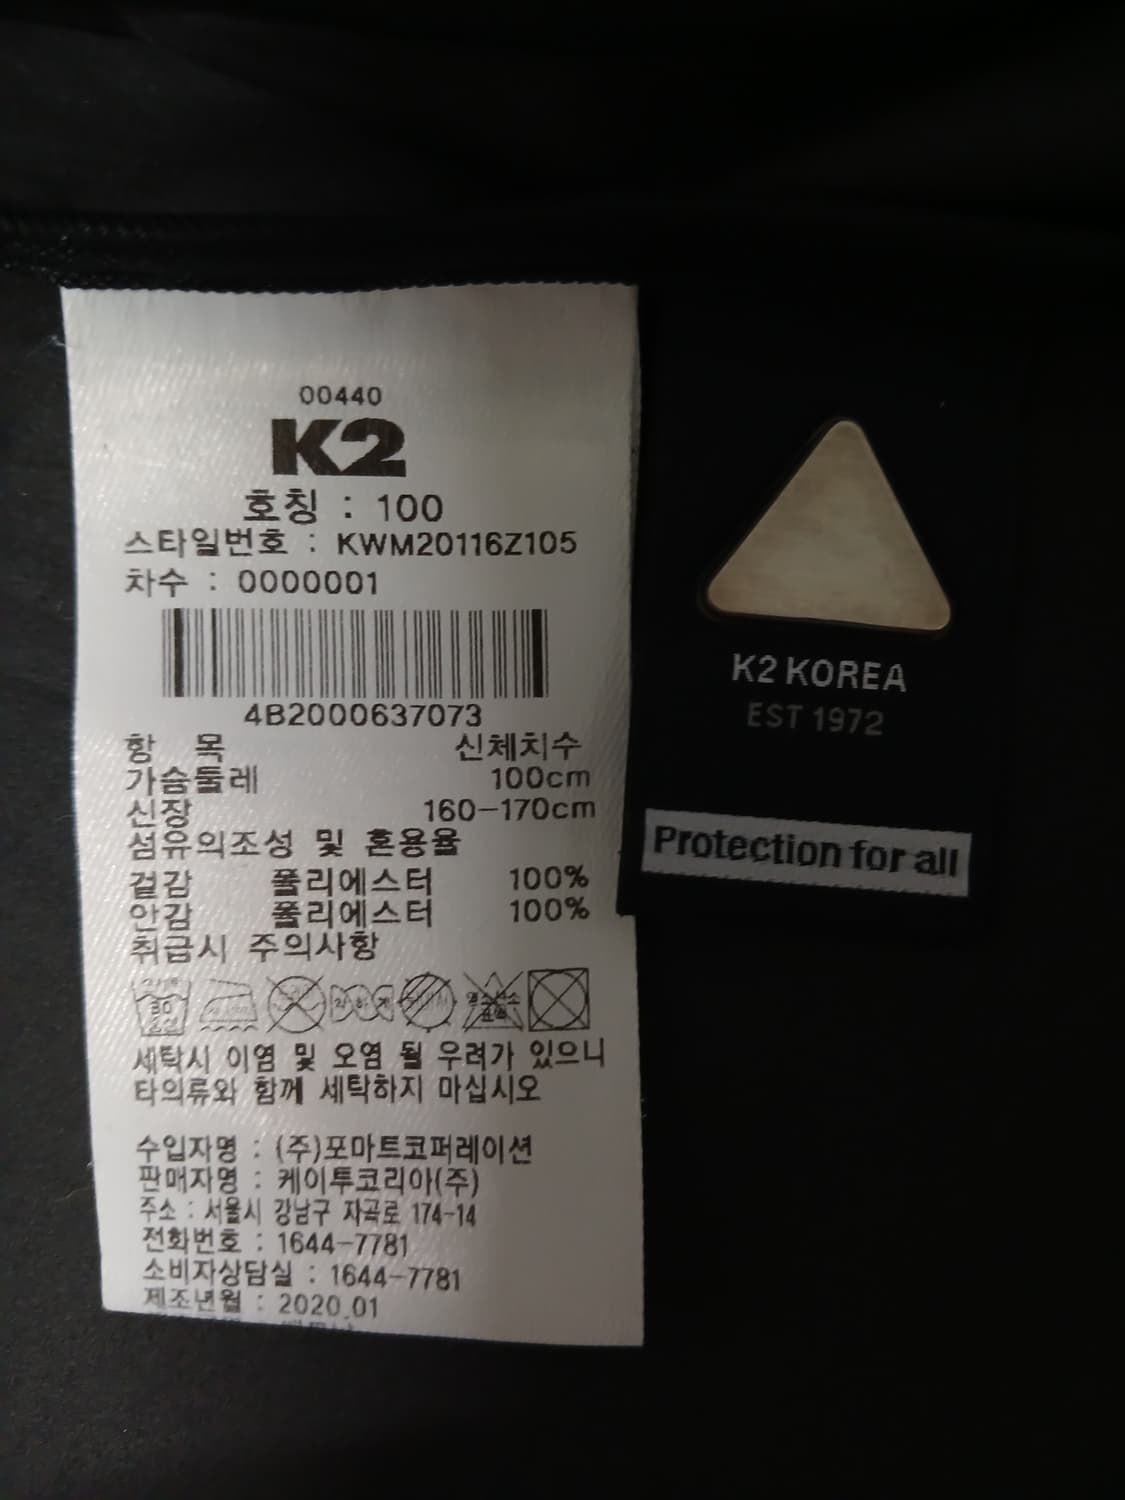 00440
K2
호칭 : 100
스타일번호 : KWM20116Z105
차수 : 0000001
4B2000637073
항 목 신체치수
가슴둘레 100cm
신장 160-170cm
섬유의조성 및 혼용율
겉감 폴리에스터 100%
안감 폴리에스터 100%
취급시 주의사항
30
세탁시 이염 및 오염 될 우려가 있으니
타의류와 함께 세탁하지 마십시오
수입자명 : (주)포마트코퍼레이션
판매자명 : 케이투코리아(주)
주소 : 서울시 강남구 자곡로 174-14
전화번호 : 1644-7781
소비자상담실 : 1644-7781
제조년월 : 2020.01
K2 KOREA
EST 1972
Protection for all